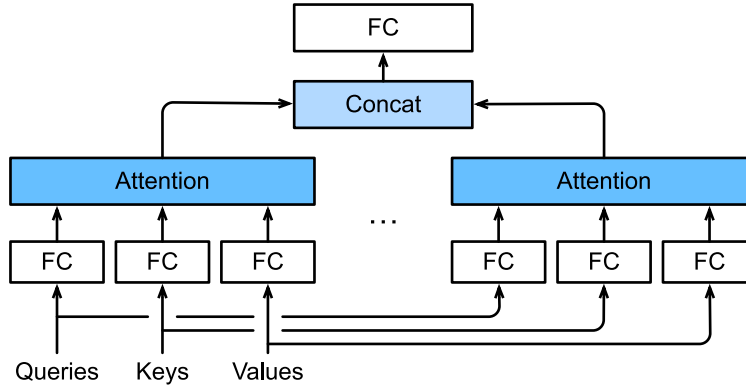 FC
Concat
Attention
Attention
...
FC
FC
FC
FC
FC
FC
Queries
Keys
Values